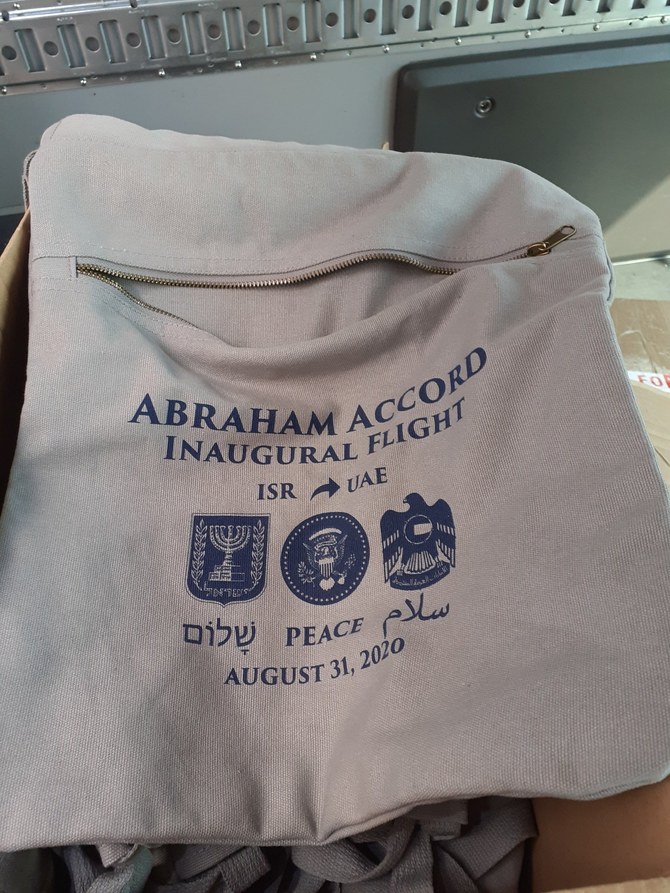 ABRAHAM ACCORD
INAUGURAL FLIGHT
ISR UAE
שָׁלוֹם PEACE سلام
AUGUST 31, 2020